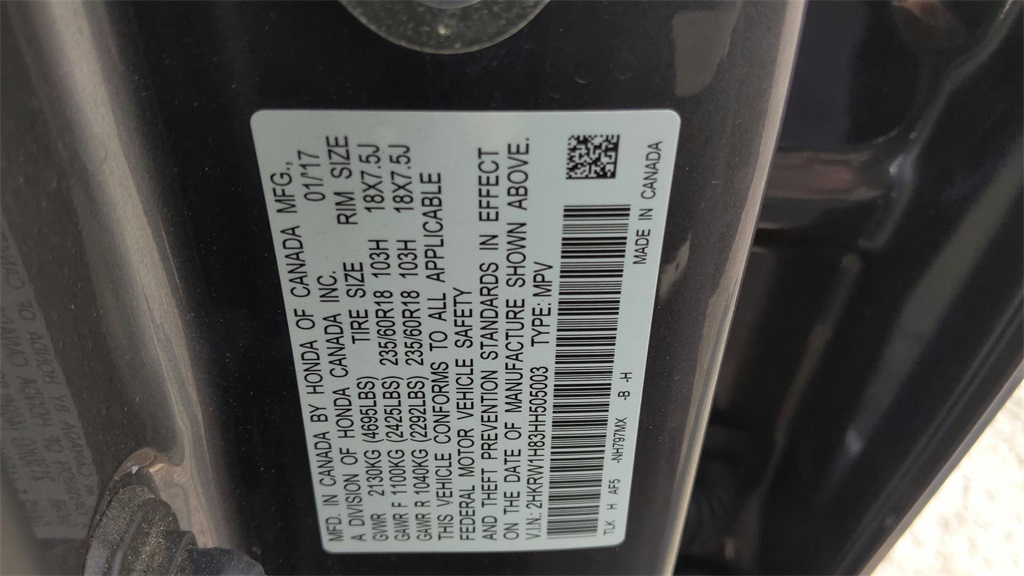 MFD. IN CANADA BY HONDA OF CANADA MFG.,
A DIVISION OF HONDA CANADA INC. 01/17
GVWR 2130KG (4695LBS) TIRE SIZE RIM SIZE
GAWR F 1100KG (2425LBS) 235/60R18 103H 18X7.5J
GAWR R 1040KG (2292LBS) 235/60R18 103H 18X7.5J
THIS VEHICLE CONFORMS TO ALL APPLICABLE
FEDERAL MOTOR VEHICLE SAFETY
AND THEFT PREVENTION STANDARDS IN EFFECT
ON THE DATE OF MANUFACTURE SHOWN ABOVE.
V.I.N.: 2HKRW1H83HH505003 TYPE: MPV
TLK H AF5 -NH797MX -B -H
MADE IN CANADA